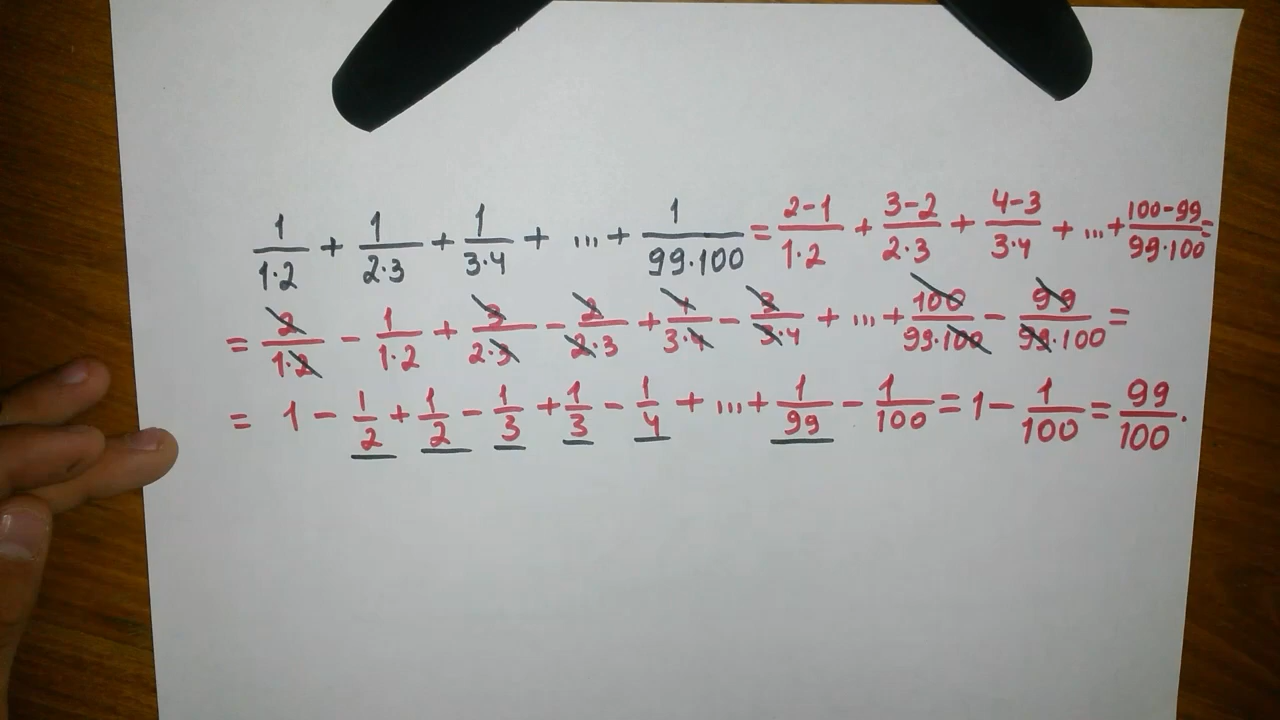 1/(1·2) + 1/(2·3) + 1/(3·4) + ... + 1/(99·100) = (2-1)/(1·2) + (3-2)/(2·3) + (4-3)/(3·4) + ... + (100-99)/(99·100) =
= 2/(1·2) - 1/(1·2) + 3/(2·3) - 2/(2·3) + 4/(3·4) - 3/(3·4) + ... + 100/(99·100) - 99/(99·100) =
= 1 - 1/2 + 1/2 - 1/3 + 1/3 - 1/4 + ... + 1/99 - 1/100 = 1 - 1/100 = 99/100.